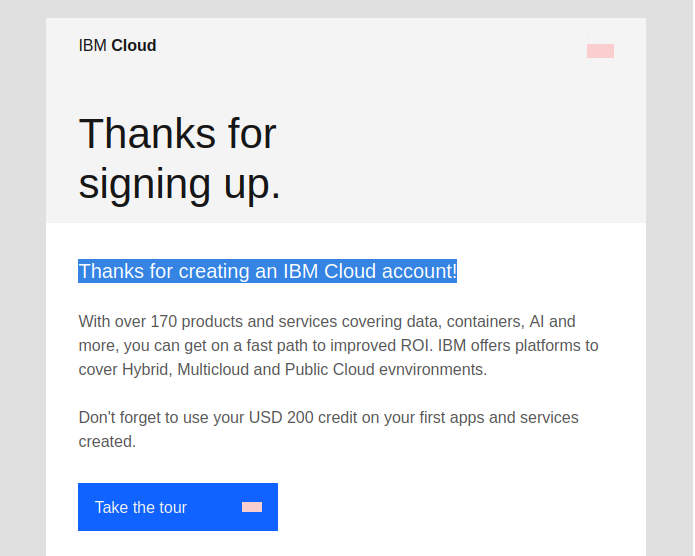 IBM Cloud
Thanks for
signing up.
Thanks for creating an IBM Cloud account!
With over 170 products and services covering data, containers, AI and
more, you can get on a fast path to improved ROI. IBM offers platforms to
cover Hybrid, Multicloud and Public Cloud evnvironments.
Don't forget to use your USD 200 credit on your first apps and services
created.
Take the tour